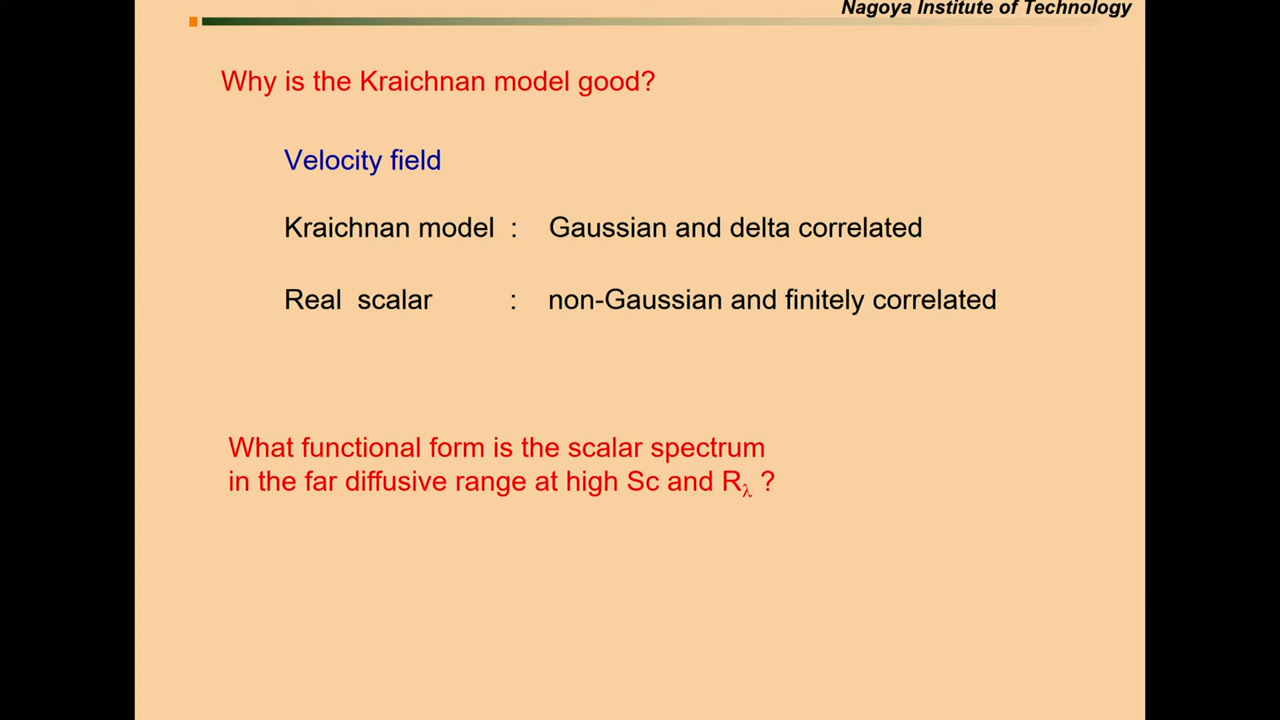 Nagoya Institute of Technology
Why is the Kraichnan model good?
Velocity field
Kraichnan model : Gaussian and delta correlated
Real scalar : non-Gaussian and finitely correlated
What functional form is the scalar spectrum
in the far diffusive range at high Sc and Rλ ?